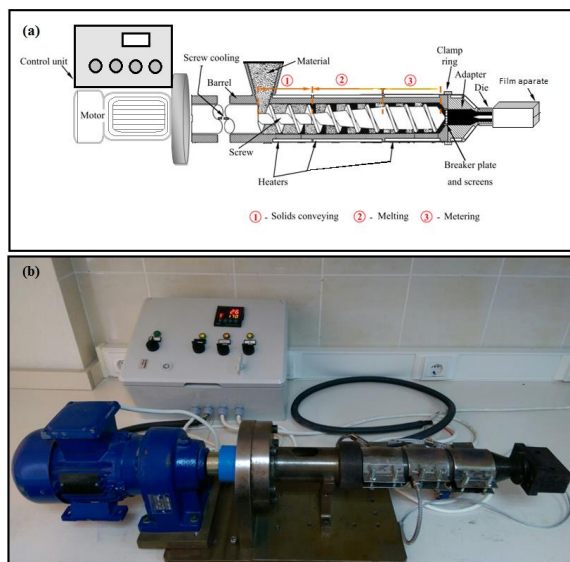 (a)
Screw cooling
Material
Control unit
Barrel
Clamp
ring
Adapter
Die
Film aparate
Motor
Screw
Heaters
Breaker plate
and screens
① - Solids conveying ② - Melting ③ - Metering
① ② ③
(b)